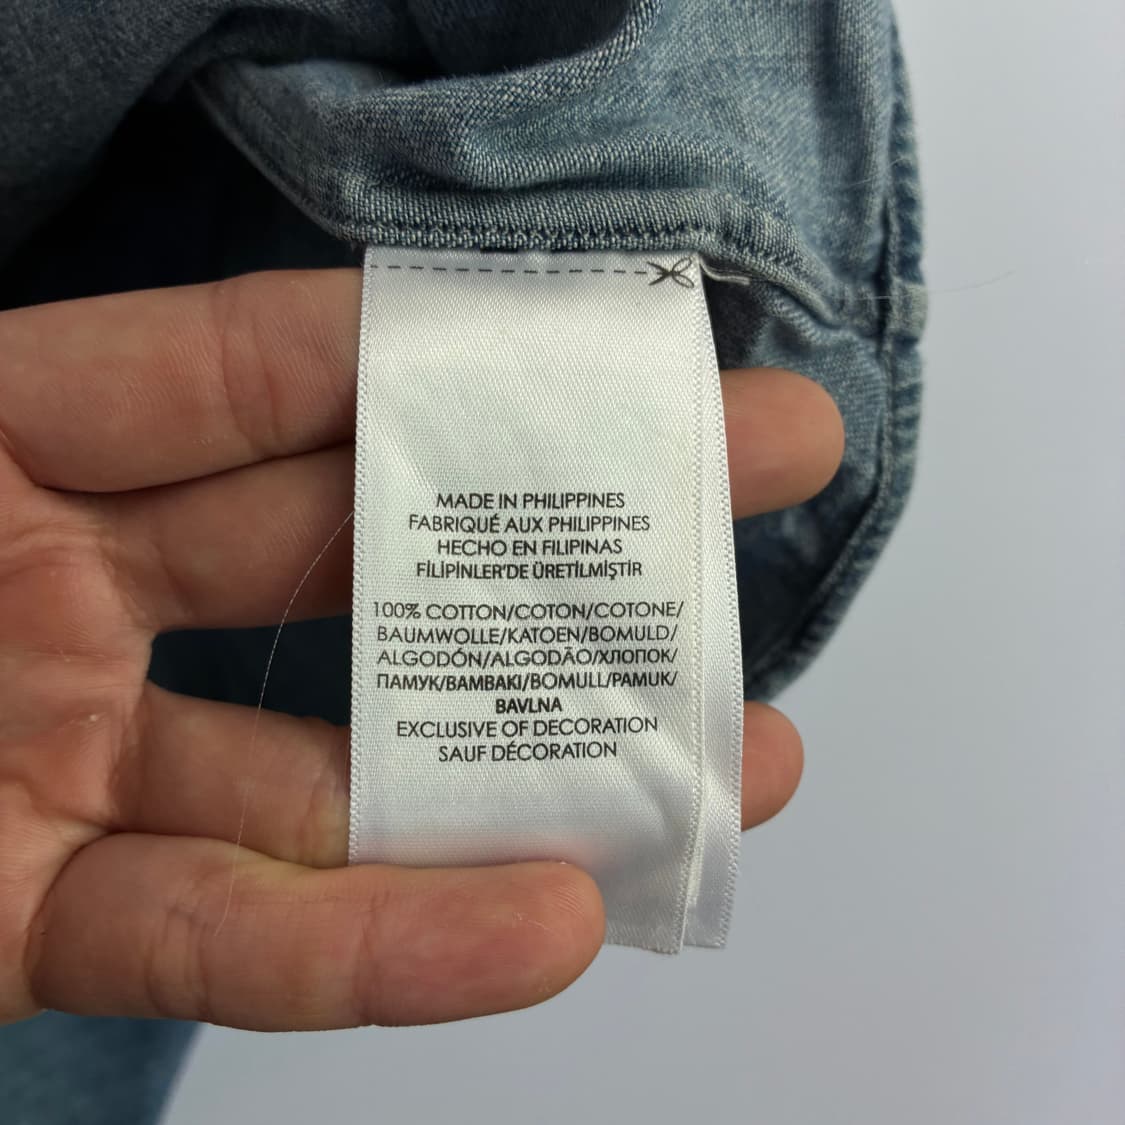 MADE IN PHILIPPINES
FABRIQUÉ AUX PHILIPPINES
HECHO EN FILIPINAS
FİLİPİNLER'DE ÜRETİLMİŞTİR
100% COTTON/COTON/COTONE/
BAUMWOLLE/KATOEN/BOMULD/
ALGODÓN/ALGODÃO/ХЛОПОК/
ПАМУК/ΒΑΜΒΑΚΙ/BOMULL/PAMUK/
BAVLNA
EXCLUSIVE OF DECORATION
SAUF DÉCORATION